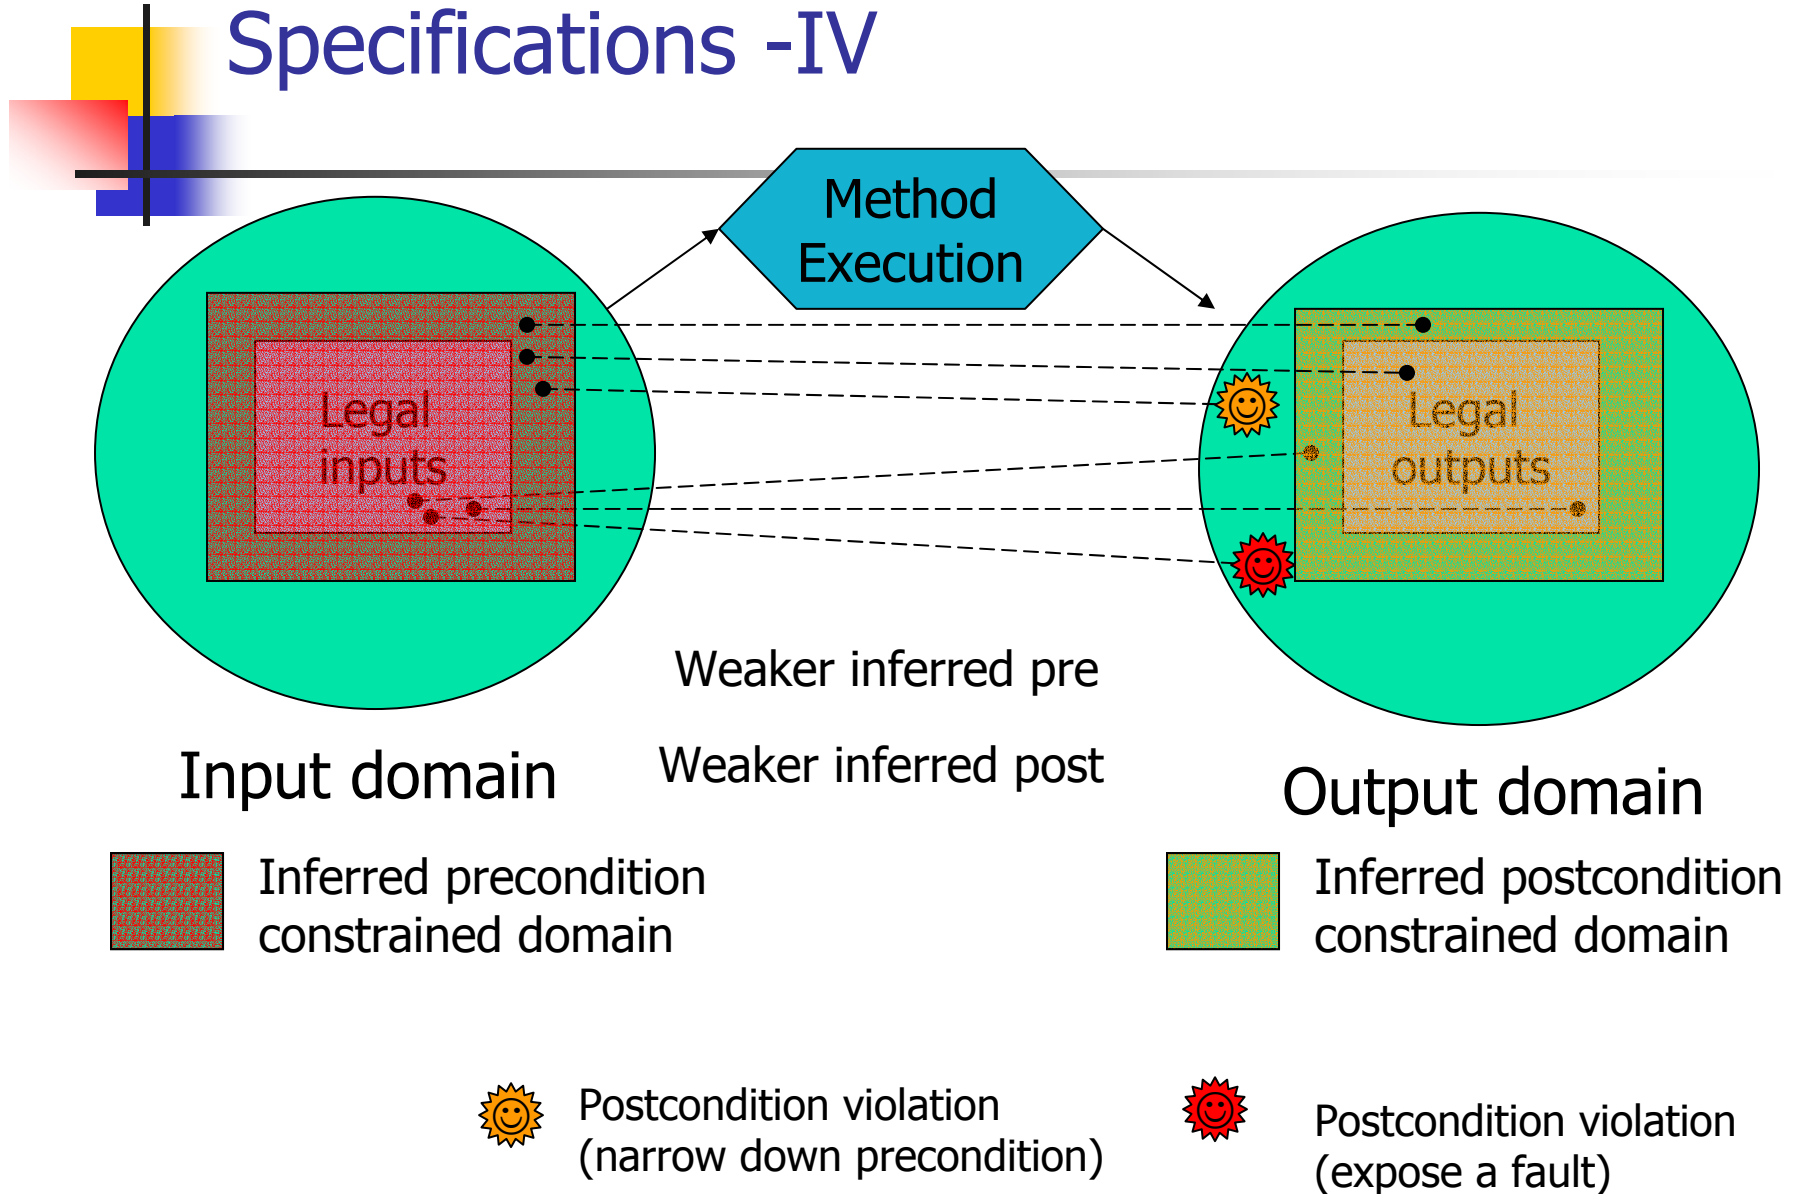 Specifications -IV
Method
Execution
Legal
inputs
Legal
outputs
Weaker inferred pre
Weaker inferred post
Input domain
Output domain
Inferred precondition
constrained domain
Inferred postcondition
constrained domain
Postcondition violation
(narrow down precondition)
Postcondition violation
(expose a fault)